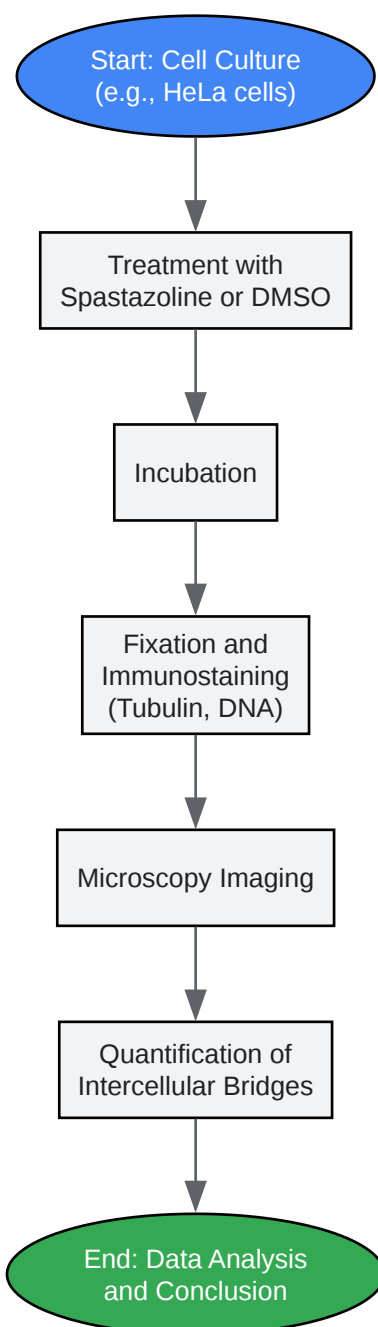 Start: Cell Culture
(e.g., HeLa cells)
Treatment with
Spastazoline or DMSO
Incubation
Fixation and
Immunostaining
(Tubulin, DNA)
Microscopy Imaging
Quantification of
Intercellular Bridges
End: Data Analysis
and Conclusion